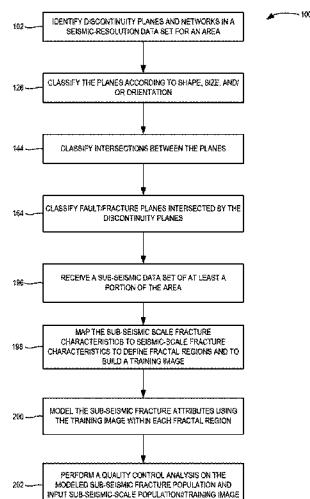 100
102
IDENTIFY DISCONTINUITY PLANES AND NETWORKS IN A
SEISMIC-RESOLUTION DATA SET FOR AN AREA
126
CLASSIFY THE PLANES ACCORDING TO SHAPE, SIZE, AND/
OR ORIENTATION
144
CLASSIFY INTERSECTIONS BETWEEN THE PLANES
164
CLASSIFY FAULT/FRACTURE PLANES INTERSECTED BY THE
DISCONTINUITY PLANES
196
RECEIVE A SUB-SEISMIC DATA SET OF AT LEAST A
PORTION OF THE AREA
198
MAP THE SUB-SEISMIC SCALE FRACTURE
CHARACTERISTICS TO SEISMIC-SCALE FRACTURE
CHARACTERISTICS TO DEFINE FRACTAL REGIONS AND TO
BUILD A TRAINING IMAGE
200
MODEL THE SUB-SEISMIC FRACTURE ATTRIBUTES USING
THE TRAINING IMAGE WITHIN EACH FRACTAL REGION
202
PERFORM A QUALITY CONTROL ANALYSIS ON THE
MODELED SUB-SEISMIC FRACTURE POPULATION AND
INPUT SUB-SEISMIC-SCALE POPULATION/TRAINING IMAGE